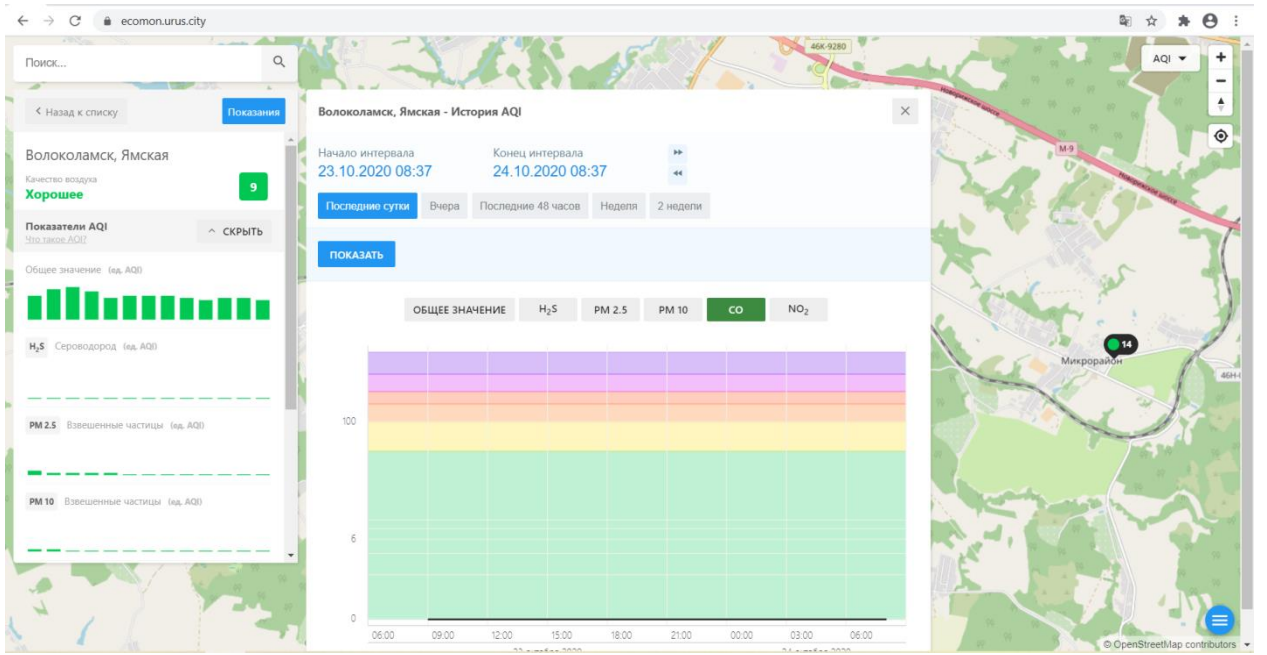 ecomon.urus.city
Поиск...
Назад к списку
Показания
Волоколамск, Ямская
Качество воздуха
Хорошее
9
Показатели AQI
Что такое AQI?
СКРЫТЬ
Общее значение (ед. AQI)
H₂S Сероводород (ед. AQI)
PM 2.5 Взвешенные частицы (ед. AQI)
PM 10 Взвешенные частицы (ед. AQI)
Волоколамск, Ямская - История AQI
Начало интервала
23.10.2020 08:37
Конец интервала
24.10.2020 08:37
Последние сутки Вчера Последние 48 часов Неделя 2 недели
ПОКАЗАТЬ
ОБЩЕЕ ЗНАЧЕНИЕ H₂S PM 2.5 PM 10 CO NO₂
100
6
0
06:00 09:00 12:00 15:00 18:00 21:00 00:00 03:00 06:00
46K-9280
AQI
Новорижское шоссе
M-9
Новорижское шоссе
14
Микрорайон
© OpenStreetMap contributors